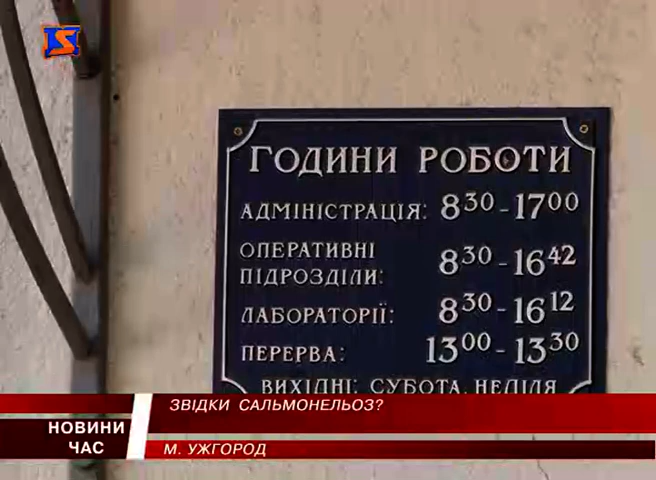 ГОДИНИ РОБОТИ
АДМІНІСТРАЦІЯ: 8³⁰ - 17⁰⁰
ОПЕРАТИВНІ
ПІДРОЗДІЛИ: 8³⁰ - 16⁴²
ЛАБОРАТОРІЇ: 8³⁰ - 16¹²
ПЕРЕРВА: 13⁰⁰ - 13³⁰
ВИХІДНІ: СУБОТА, НЕДІЛЯ
ЗВІДКИ САЛЬМОНЕЛЬОЗ?
НОВИНИ
ЧАС
М. УЖГОРОД